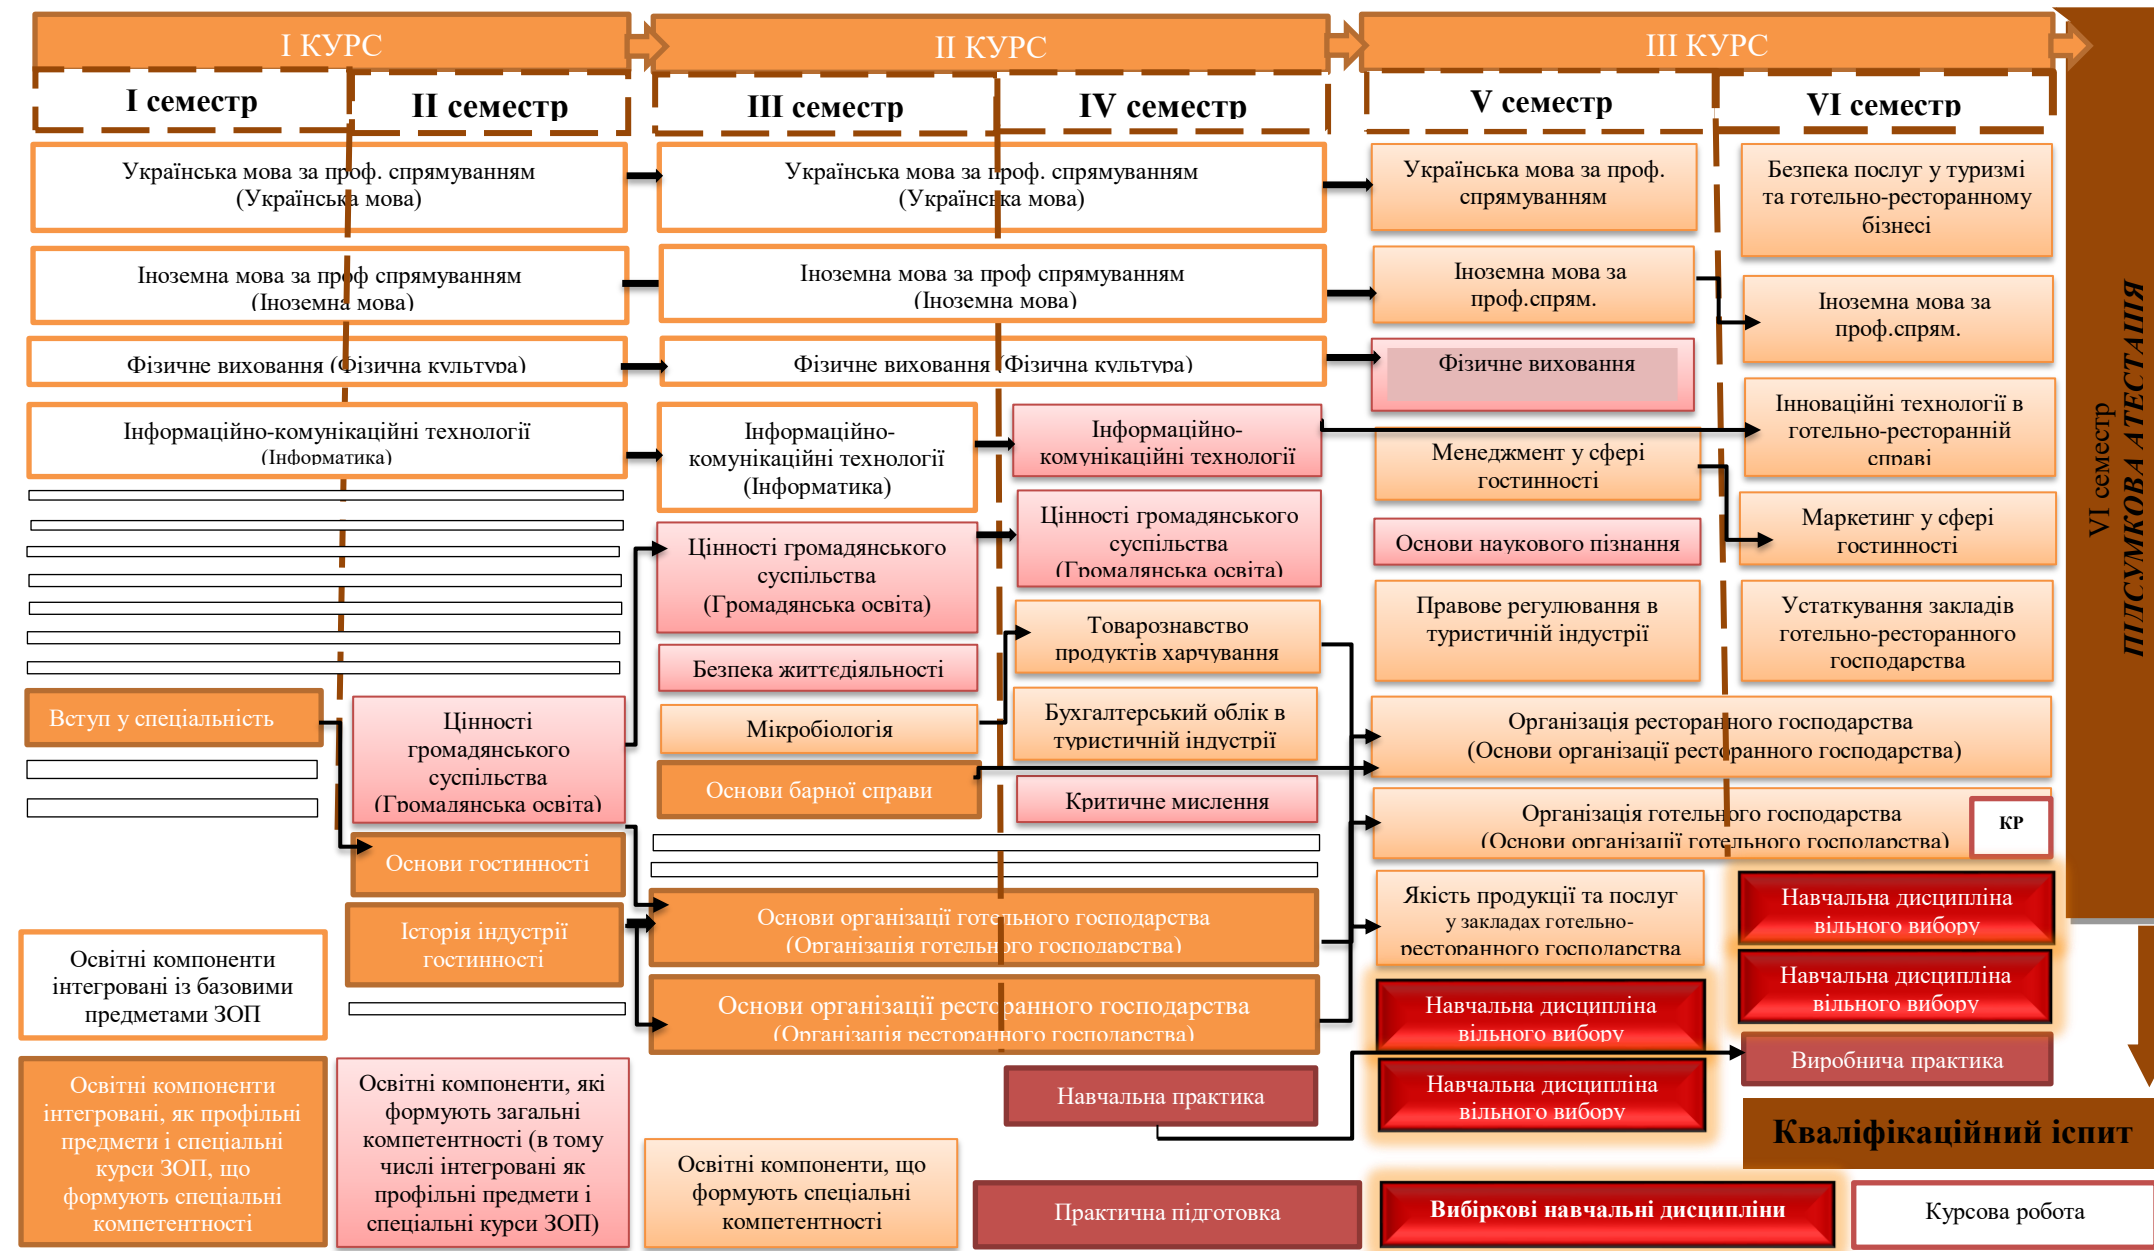 І КУРС
ІІ КУРС
ІІІ КУРС
І семестр
ІІ семестр
ІІІ семестр
ІV семестр
V семестр
VІ семестр
Українська мова за проф. спрямуванням
(Українська мова)
Українська мова за проф. спрямуванням
(Українська мова)
Українська мова за проф.
спрямуванням
Безпека послуг у туризмі
та готельно-ресторанному
бізнесі
Іноземна мова за проф спрямуванням
(Іноземна мова)
Іноземна мова за проф спрямуванням
(Іноземна мова)
Іноземна мова за
проф.спрям.
Іноземна мова за
проф.спрям.
Фізичне виховання (Фізична культура)
Фізичне виховання (Фізична культура)
Фізичне виховання
Інформаційно-комунікаційні технології
(Інформатика)
Інформаційно-
комунікаційні технології
(Інформатика)
Інформаційно-
комунікаційні технології
Менеджмент у сфері
гостинності
Інноваційні технології в
готельно-ресторанній
справі
Цінності громадянського
суспільства
(Громадянська освіта)
Цінності громадянського
суспільства
(Громадянська освіта)
Основи наукового пізнання
Маркетинг у сфері
гостинності
Безпека життєдіяльності
Товарознавство
продуктів харчування
Правове регулювання в
туристичній індустрії
Устаткування закладів
готельно-ресторанного
господарства
Вступ у спеціальність
Цінності
громадянського
суспільства
(Громадянська освіта)
Мікробіологія
Бухгалтерський облік в
туристичній індустрії
Організація ресторанного господарства
(Основи організації ресторанного господарства)
Основи барної справи
Критичне мислення
Організація готельного господарства
(Основи організації готельного господарства)
КР
Основи гостинності
Історія індустрії
гостинності
Основи організації готельного господарства
(Організація готельного господарства)
Якість продукції та послуг
у закладах готельно-
ресторанного господарства
Навчальна дисципліна
вільного вибору
Навчальна дисципліна
вільного вибору
Основи організації ресторанного господарства
(Організація ресторанного господарства)
Навчальна дисципліна
вільного вибору
Навчальна дисципліна
вільного вибору
Навчальна практика
Виробнича практика
VI семестр
ПІДСУМКОВА АТЕСТАЦІЯ
Кваліфікаційний іспит
Освітні компоненти
інтегровані із базовими
предметами ЗОП
Освітні компоненти
інтегровані, як профільні
предмети і спеціальні
курси ЗОП, що
формують спеціальні
компетентності
Освітні компоненти, які
формують загальні
компетентності (в тому
числі інтегровані як
профільні предмети і
спеціальні курси ЗОП)
Освітні компоненти, що
формують спеціальні
компетентності
Практична підготовка
Вибіркові навчальні дисципліни
Курсова робота